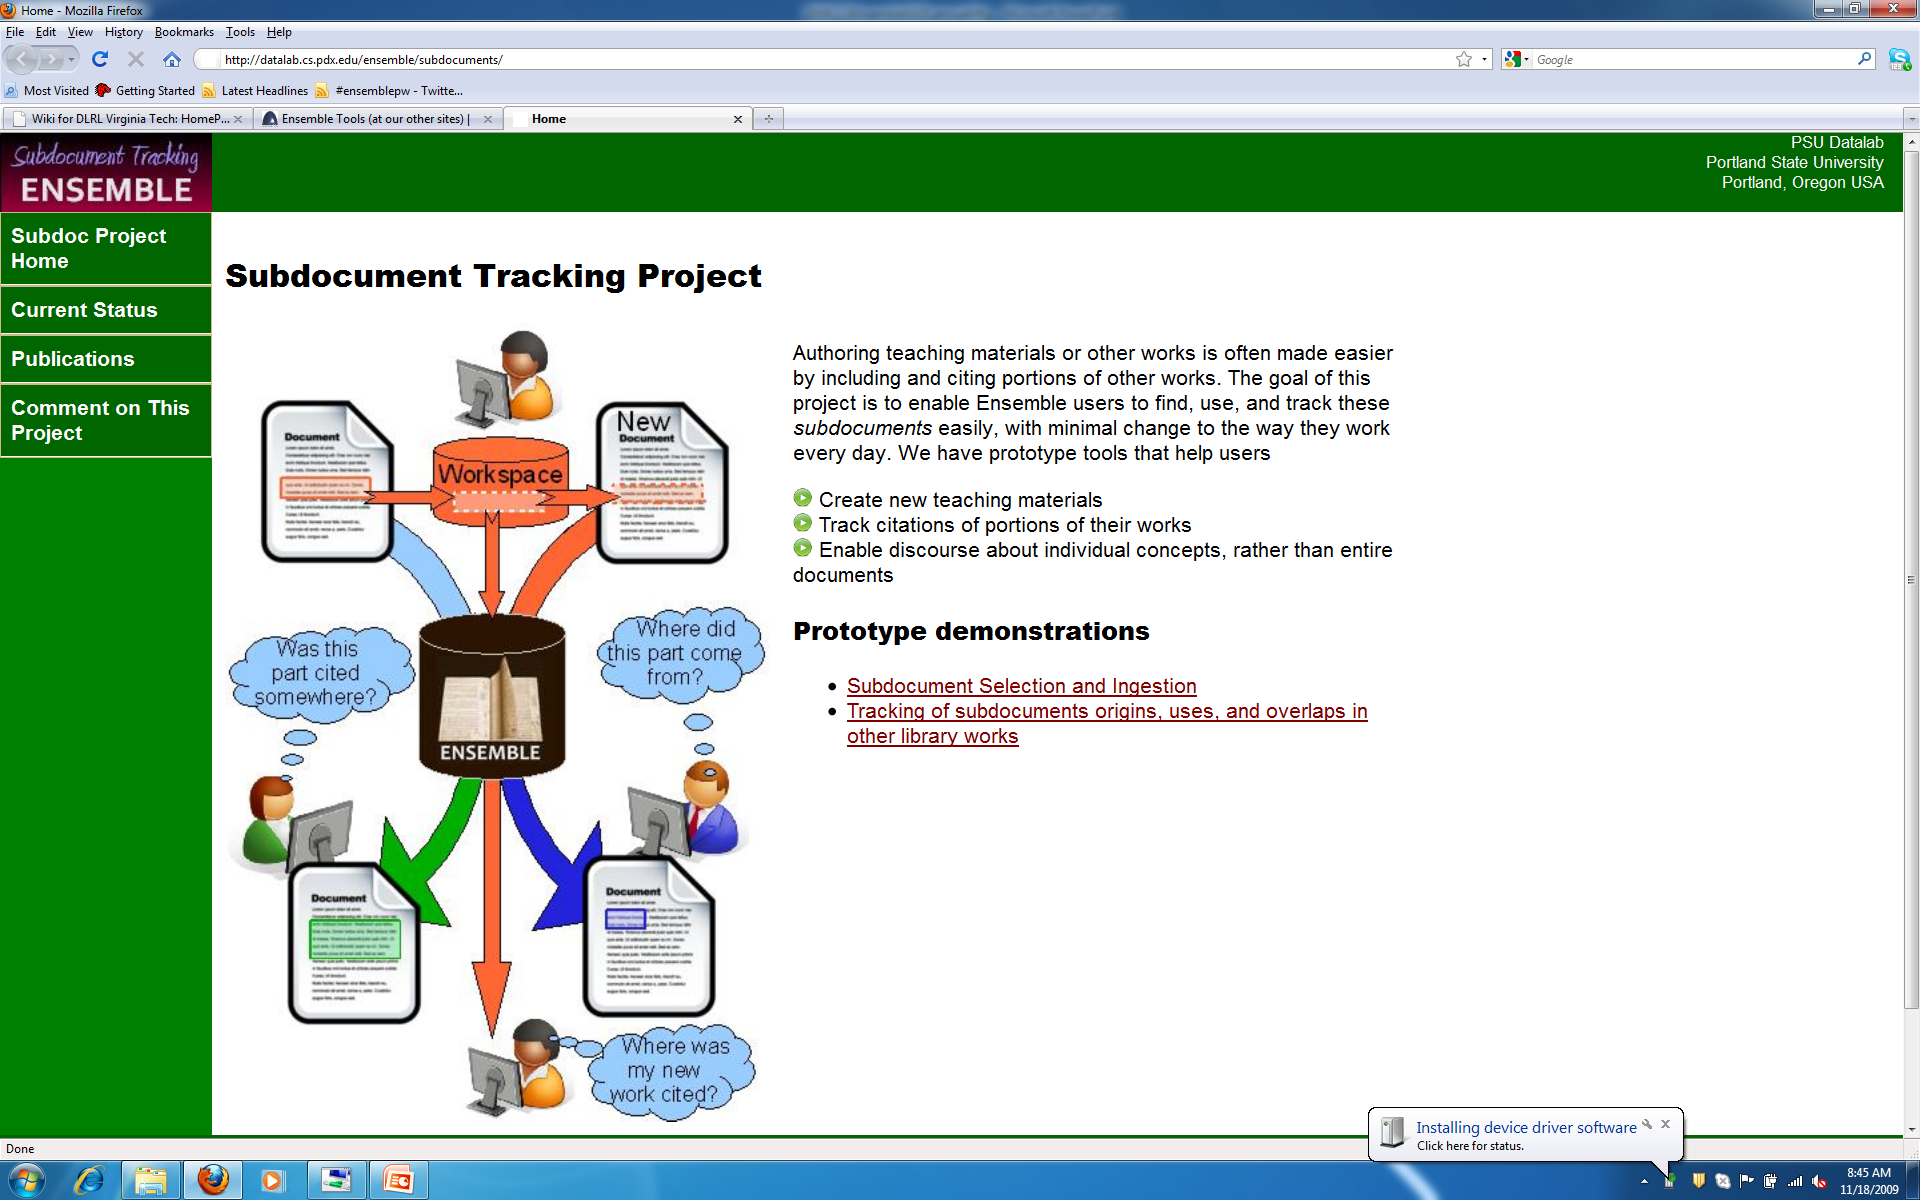 Home - Mozilla Firefox
File Edit View History Bookmarks Tools Help
http://datalab.cs.pdx.edu/ensemble/subdocuments/
Google
Most Visited Getting Started Latest Headlines #ensemblepw - Twitte...
Wiki for DLRL Virginia Tech: HomeP... Ensemble Tools (at our other sites) | Home
Subdocument Tracking
ENSEMBLE
PSU Datalab
Portland State University
Portland, Oregon USA
Subdoc Project
Home
Current Status
Publications
Comment on This
Project
Subdocument Tracking Project
Document
Workspace
New
Document
Was this
part cited
somewhere?
Where did
this part come
from?
ENSEMBLE
Document
Document
Where was
my new
work cited?
Authoring teaching materials or other works is often made easier
by including and citing portions of other works. The goal of this
project is to enable Ensemble users to find, use, and track these
subdocuments easily, with minimal change to the way they work
every day. We have prototype tools that help users
Create new teaching materials
Track citations of portions of their works
Enable discourse about individual concepts, rather than entire
documents
Prototype demonstrations
Subdocument Selection and Ingestion
Tracking of subdocuments origins, uses, and overlaps in
other library works
Installing device driver software
Click here for status.
Done
8:45 AM
11/18/2009